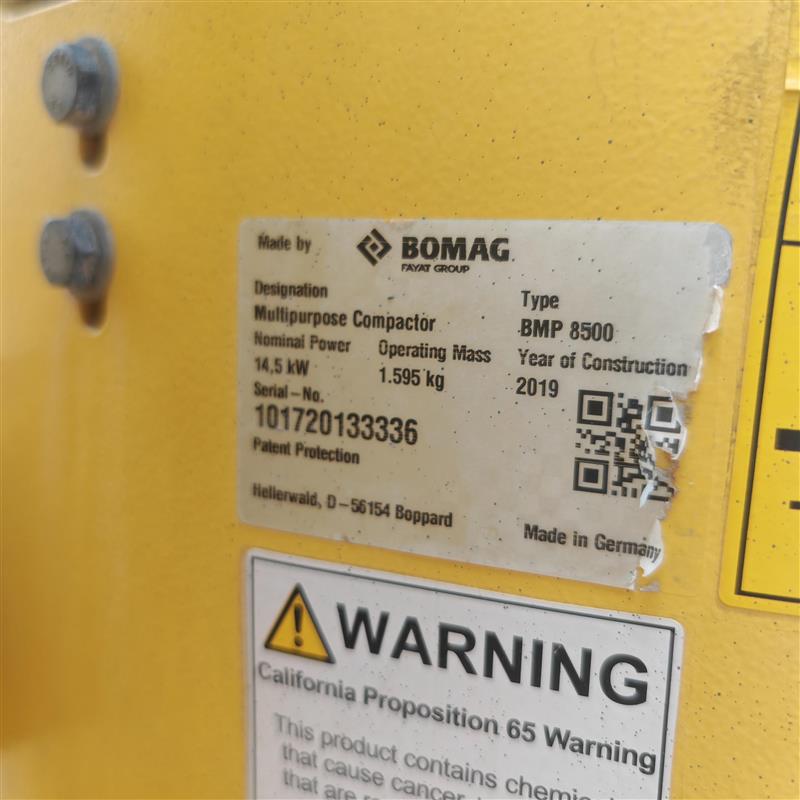 Made by
BOMAG
FAYAT GROUP
Designation
Type
Multipurpose Compactor
BMP 8500
Nominal Power
Operating Mass
Year of Construction
14,5 kW
1.595 kg
2019
Serial-No.
101720133336
Patent Protection
Hellerwald, D-56154 Boppard
Made in Germany
WARNING
California Proposition 65 Warning
This product contains
that cause cancer
that are